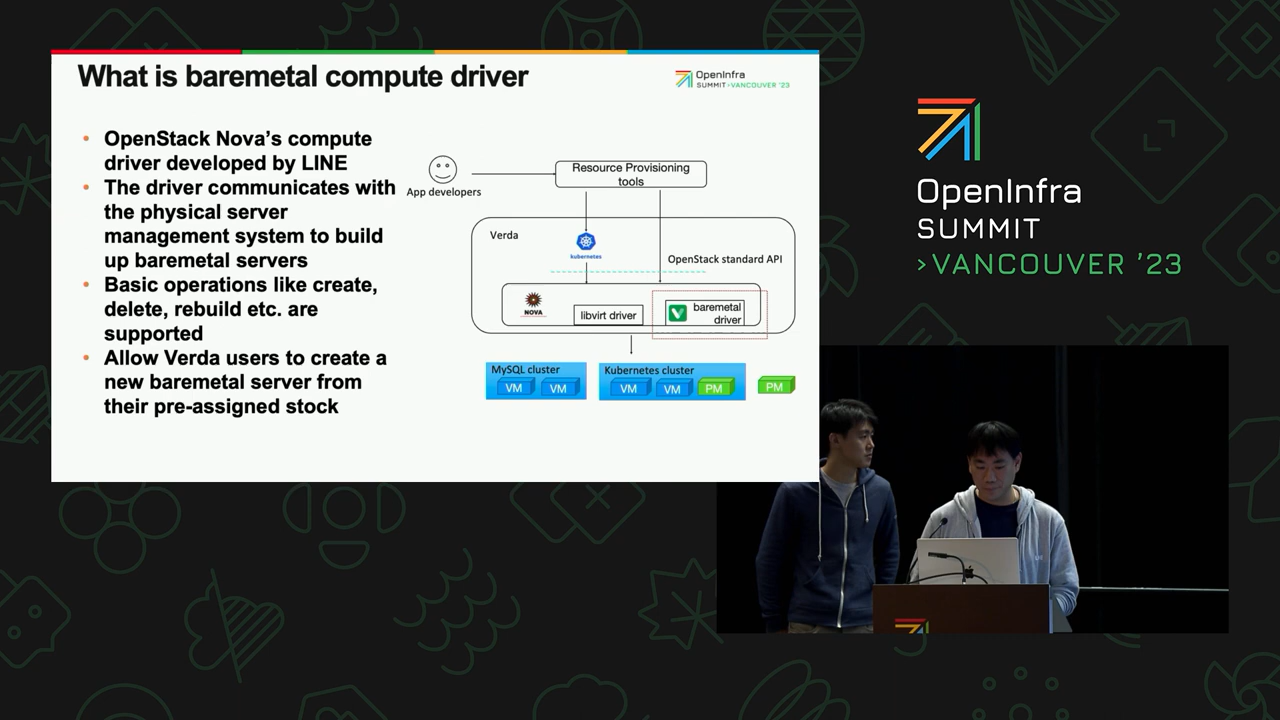 What is baremetal compute driver
OpenInfra
SUMMIT >VANCOUVER '23
• OpenStack Nova's compute
driver developed by LINE
• The driver communicates with
the physical server
management system to build
up baremetal servers
• Basic operations like create,
delete, rebuild etc. are
supported
• Allow Verda users to create a
new baremetal server from
their pre-assigned stock
App developers
Resource Provisioning
tools
Verda
kubernetes
OpenStack standard API
NOVA
libvirt driver
baremetal
driver
MySQL cluster
VM VM
Kubernetes cluster
VM VM PM
PM
OpenInfra
SUMMIT
>VANCOUVER '23